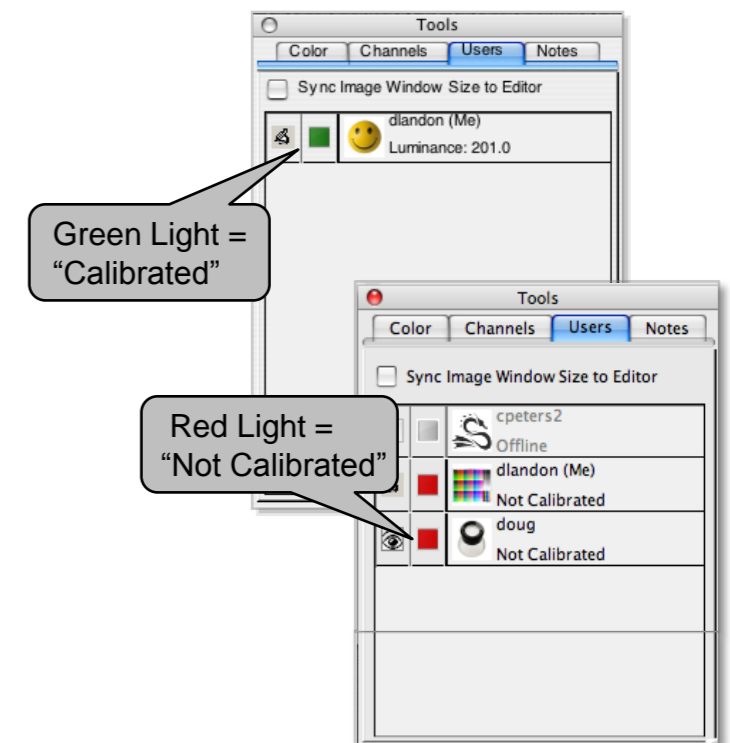 Tools
Color Channels Users Notes
Sync Image Window Size to Editor
dlandon (Me)
Luminance: 201.0
Green Light =
“Calibrated”
Tools
Color Channels Users Notes
Sync Image Window Size to Editor
cpeters2
Offline
Red Light =
“Not Calibrated”
dlandon (Me)
Not Calibrated
doug
Not Calibrated